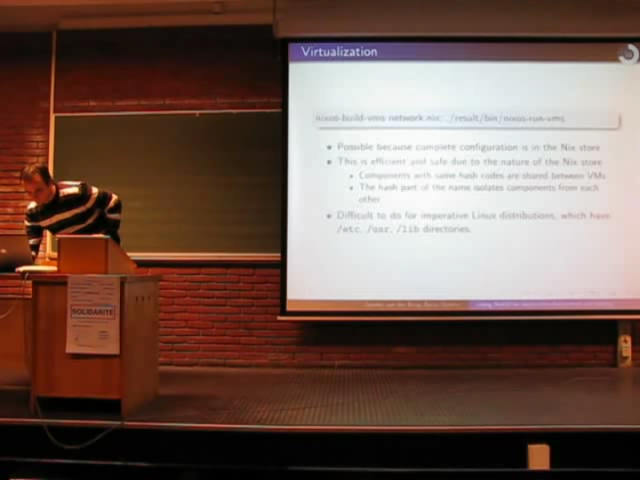 Virtualization
nixos-build-vms network.nix; ./result/bin/nixos-run-vms
Possible because complete configuration is in the Nix store
This is efficient and safe due to the nature of the Nix store
Components with same hash codes are shared between VMs
The hash part of the name isolates components from each
other
Difficult to do for imperative Linux distributions, which have
/etc, /usr, /lib directories.
SOLIDARITE